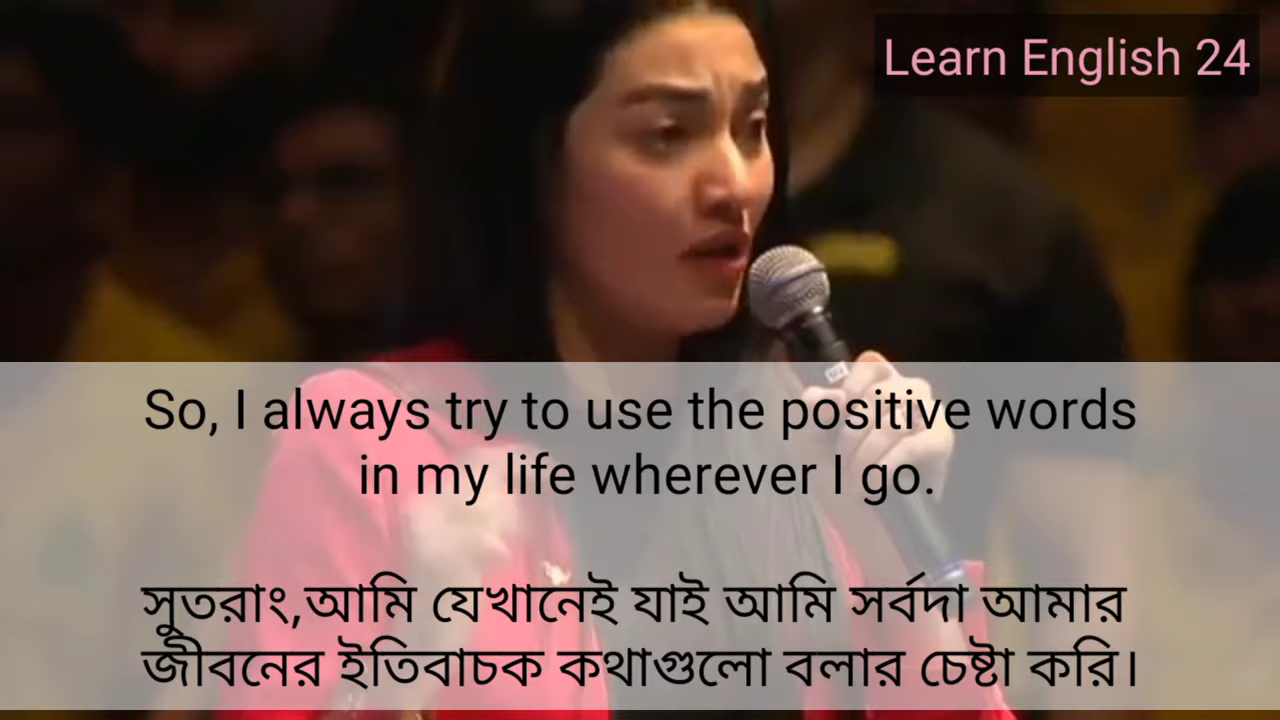 Learn English 24
So, I always try to use the positive words
in my life wherever I go.
সুতরাং,আমি যেখানেই যাই আমি সর্বদা আমার
জীবনের ইতিবাচক কথাগুলো বলার চেষ্টা করি।